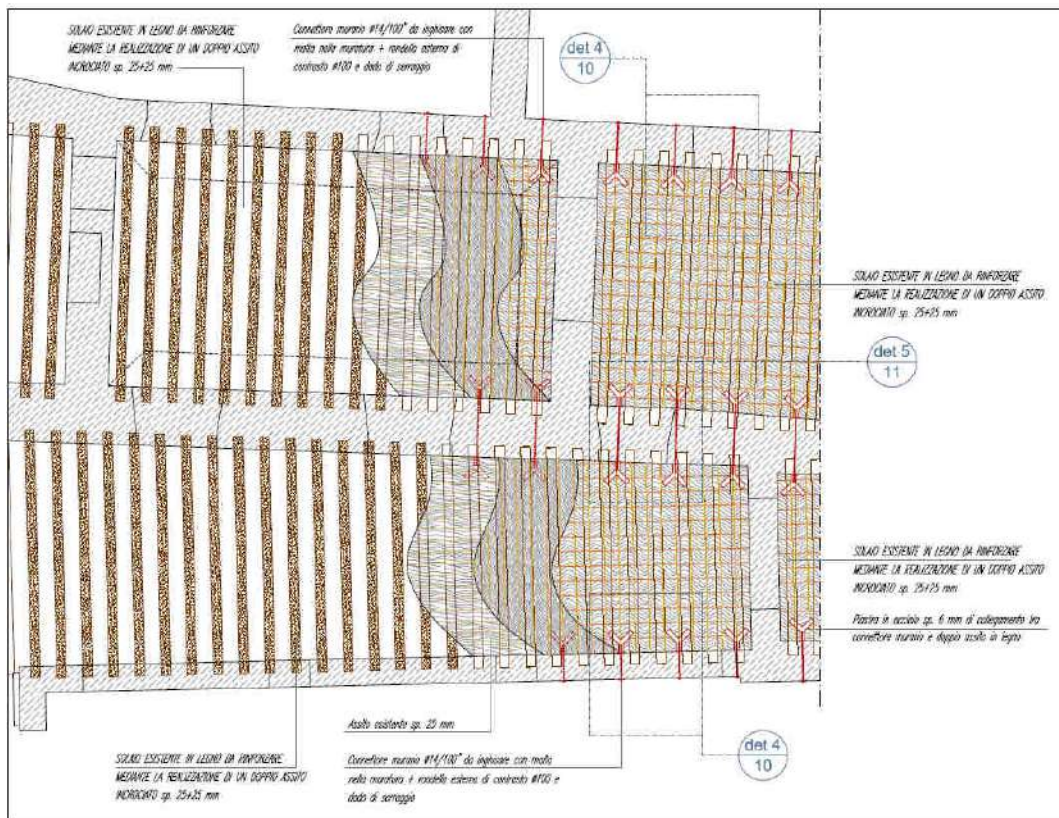 SOLAIO ESISTENTE IN LEGNO DA RINFORZARE
MEDIANTE LA REALIZZAZIONE DI UN DOPPIO ASSITO
INCROCIATO sp. 25+25 mm
Connettore murario Ø14/100" da inghisare con
malta nella muratura + rondella esterna di
contrasto Ø100 e dado di serraggio
det 4
10
SOLAIO ESISTENTE IN LEGNO DA RINFORZARE
MEDIANTE LA REALIZZAZIONE DI UN DOPPIO ASSITO
INCROCIATO sp. 25+25 mm
det 5
11
SOLAIO ESISTENTE IN LEGNO DA RINFORZARE
MEDIANTE LA REALIZZAZIONE DI UN DOPPIO ASSITO
INCROCIATO sp. 25+25 mm
Piastra in acciaio sp. 6 mm di collegamento tra
connettore murario e doppio assito in legno
Assito esistente sp. 25 mm
SOLAIO ESISTENTE IN LEGNO DA RINFORZARE
MEDIANTE LA REALIZZAZIONE DI UN DOPPIO ASSITO
INCROCIATO sp. 25+25 mm
Connettore murario Ø14/100" da inghisare con malta
nella muratura + rondella esterna di contrasto Ø100 e
dado di serraggio
det 4
10